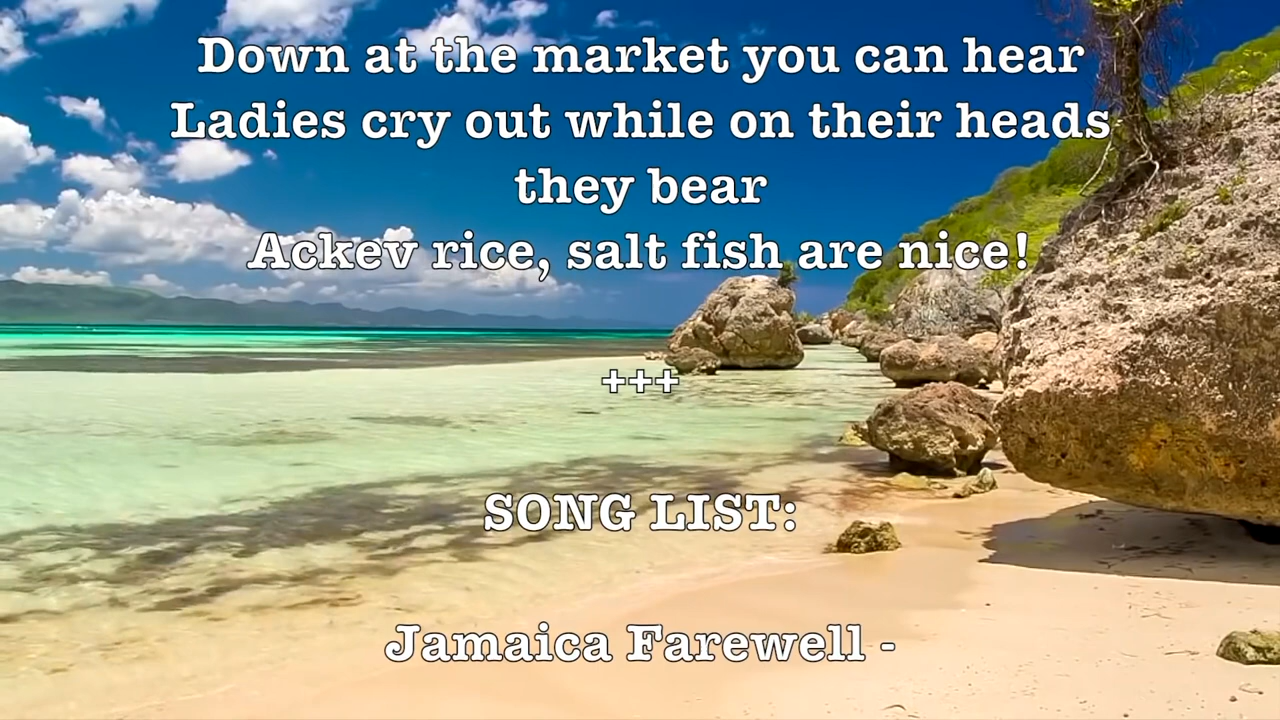 Down at the market you can hear
Ladies cry out while on their heads
they bear
Ackev rice, salt fish are nice!
+++
SONG LIST:
Jamaica Farewell -